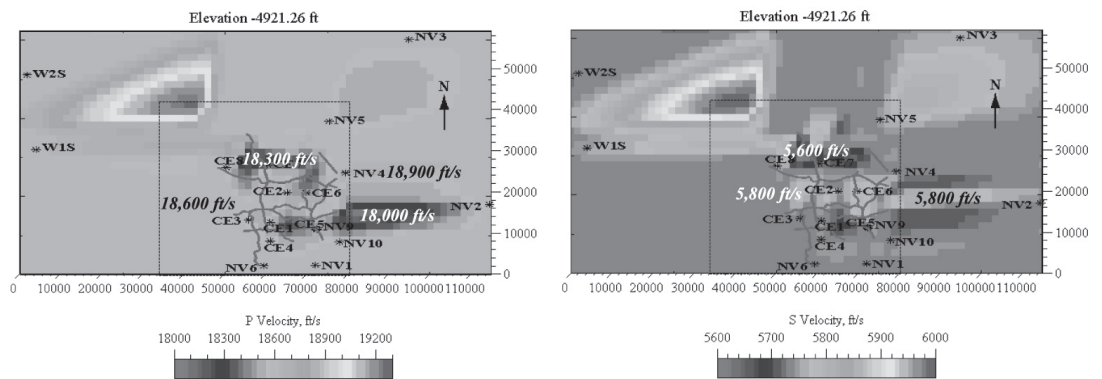 Elevation -4921.26 ft
NV3
W2S
50000
N
40000
NV5
W1S
30000
CE8
18,300 ft/s
NV4
18,900 ft/s
CE2
CE6
20000
18,600 ft/s
NV2
CE3
18,000 ft/s
CE1
CE5
NV9
10000
CE4
NV10
NV6
NV1
0
0 10000 20000 30000 40000 50000 60000 70000 80000 90000 110000
P Velocity, ft/s
18000 18300 18600 18900 19200
Elevation -4921.26 ft
NV3
W2S
50000
N
40000
NV5
W1S
30000
5,600 ft/s
CE8
CE7
NV4
5,800 ft/s
CE2
CE6
20000
5,800 ft/s
NV2
CE3
CE1
CE5
NV9
10000
CE4
NV10
NV6
NV1
0
0 10000 20000 30000 40000 50000 60000 70000 80000 90000 110000
S Velocity, ft/s
5600 5700 5800 5900 6000